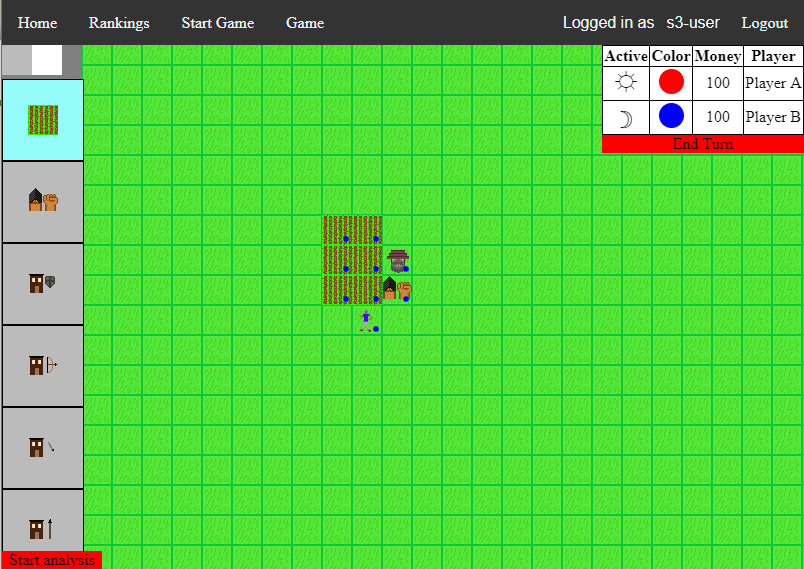 Home Rankings Start Game Game Logged in as s3-user Logout
Active Color Money Player
100 Player A
100 Player B
End Turn
Start analysis